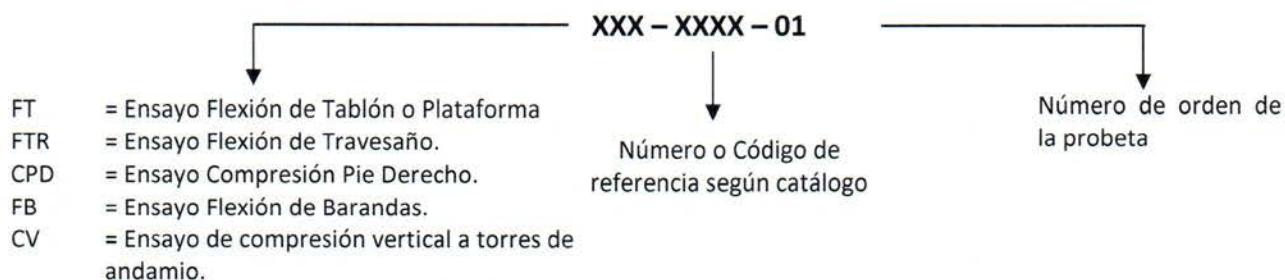 XXX – XXXX – 01
FT = Ensayo Flexión de Tablón o Plataforma
FTR = Ensayo Flexión de Travesaño.
CPD = Ensayo Compresión Pie Derecho.
FB = Ensayo Flexión de Barandas.
CV = Ensayo de compresión vertical a torres de
andamio.
Número o Código de
referencia según catálogo
Número de orden de
la probeta